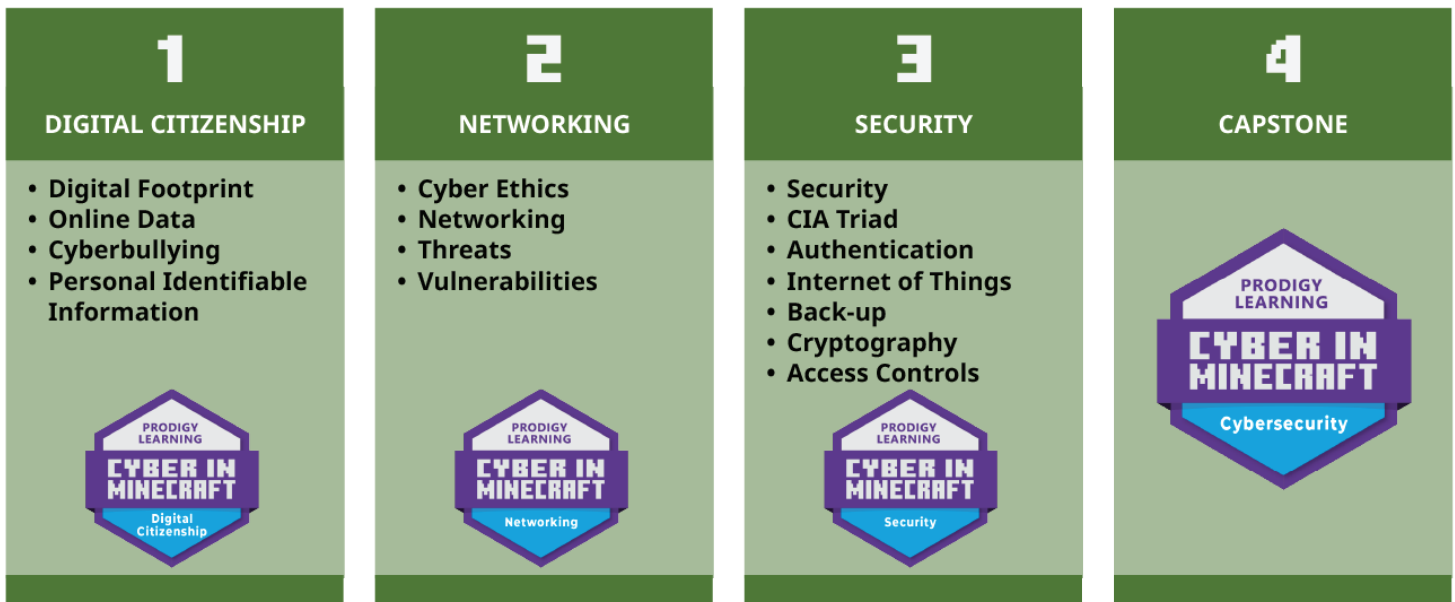 1
DIGITAL CITIZENSHIP
• Digital Footprint
• Online Data
• Cyberbullying
• Personal Identifiable
Information
PRODIGY
LEARNING
CYBER IN
MINECRAFT
Digital
Citizenship
2
NETWORKING
• Cyber Ethics
• Networking
• Threats
• Vulnerabilities
PRODIGY
LEARNING
CYBER IN
MINECRAFT
Networking
3
SECURITY
• Security
• CIA Triad
• Authentication
• Internet of Things
• Back-up
• Cryptography
• Access Controls
PRODIGY
LEARNING
CYBER IN
MINECRAFT
Security
4
CAPSTONE
PRODIGY
LEARNING
CYBER IN
MINECRAFT
Cybersecurity